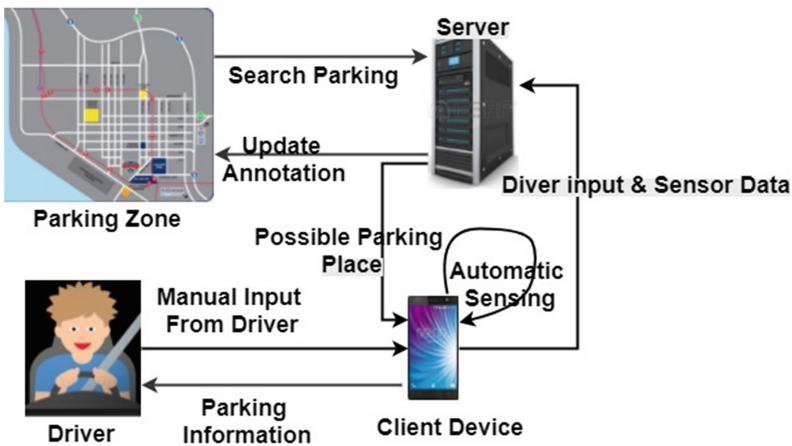 Server
Search Parking
Update
Annotation
Parking Zone
Diver input & Sensor Data
Possible Parking
Place
Automatic
Sensing
Manual Input
From Driver
Parking
Information
Driver
Client Device